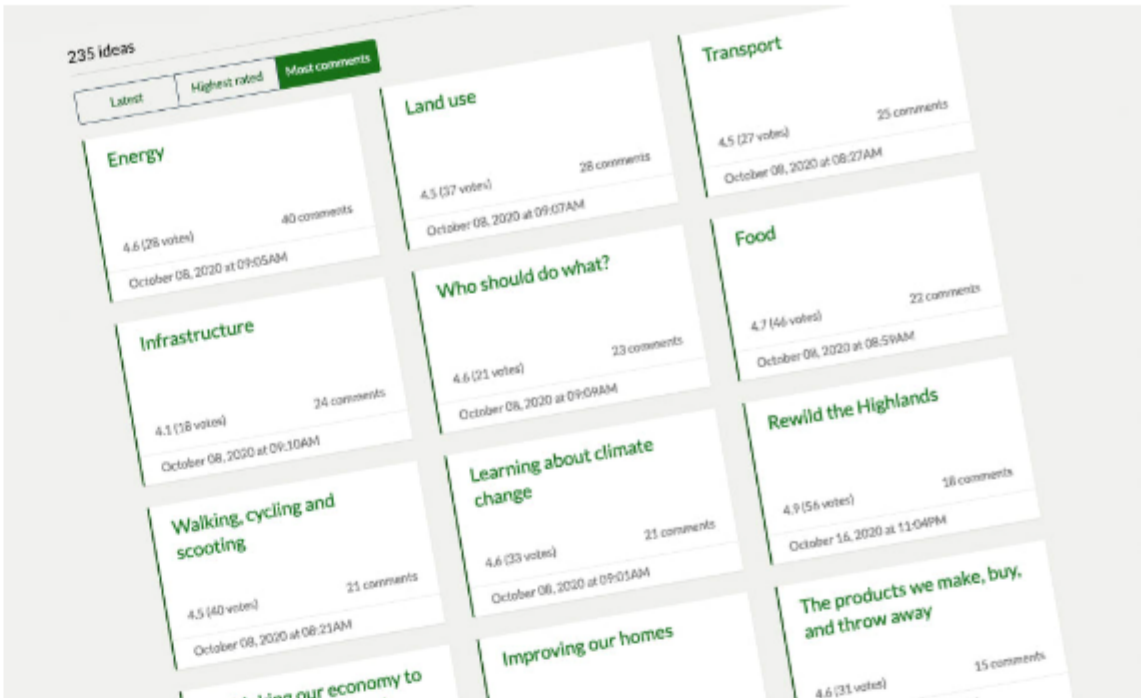 235 ideas
Latest
Highest rated
Most comments
Energy
4.6 (28 votes)
40 comments
October 08, 2020 at 09:05AM
Land use
4.5 (37 votes)
28 comments
October 08, 2020 at 09:07AM
Transport
4.5 (27 votes)
25 comments
October 08, 2020 at 08:27AM
Infrastructure
4.1 (18 votes)
24 comments
October 08, 2020 at 09:10AM
Who should do what?
4.6 (21 votes)
23 comments
October 08, 2020 at 09:09AM
Food
4.7 (46 votes)
22 comments
October 08, 2020 at 08:59AM
Walking, cycling and
scooting
4.5 (40 votes)
21 comments
October 08, 2020 at 08:21AM
Learning about climate
change
4.6 (33 votes)
21 comments
October 08, 2020 at 09:01AM
Rewild the Highlands
4.9 (56 votes)
18 comments
October 16, 2020 at 11:04PM
our economy to
Improving our homes
The products we make, buy,
and throw away
4.6 (31 votes)
15 comments